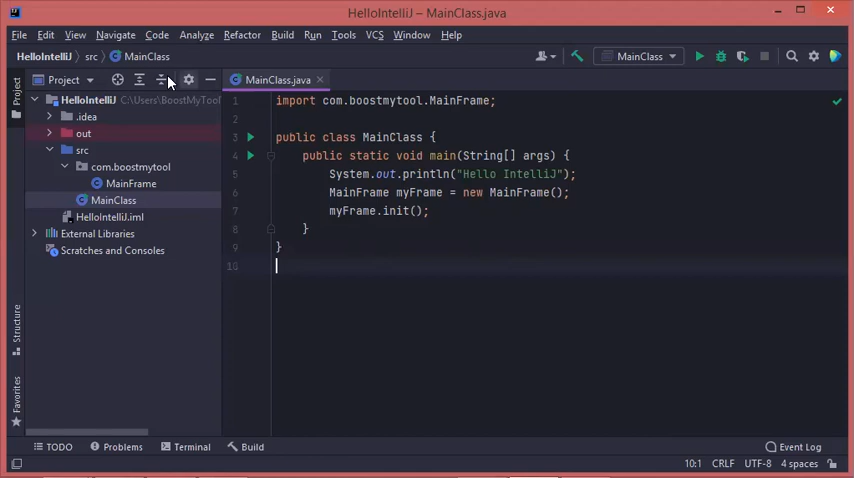 HelloIntelliJ – MainClass.java
File Edit View Navigate Code Analyze Refactor Build Run Tools VCS Window Help
HelloIntelliJ › src › MainClass
MainClass
Project
MainClass.java
Project
HelloIntelliJ C:\Users\BoostMyTool
.idea
out
src
com.boostmytool
MainFrame
MainClass
HelloIntelliJ.iml
External Libraries
Scratches and Consoles
1 import com.boostmytool.MainFrame;
2
3 public class MainClass {
4 public static void main(String[] args) {
5 System.out.println("Hello IntelliJ");
6 MainFrame myFrame = new MainFrame();
7 myFrame.init();
8 }
9 }
10
Structure
Favorites
TODO Problems Terminal Build Event Log
10:1 CRLF UTF-8 4 spaces